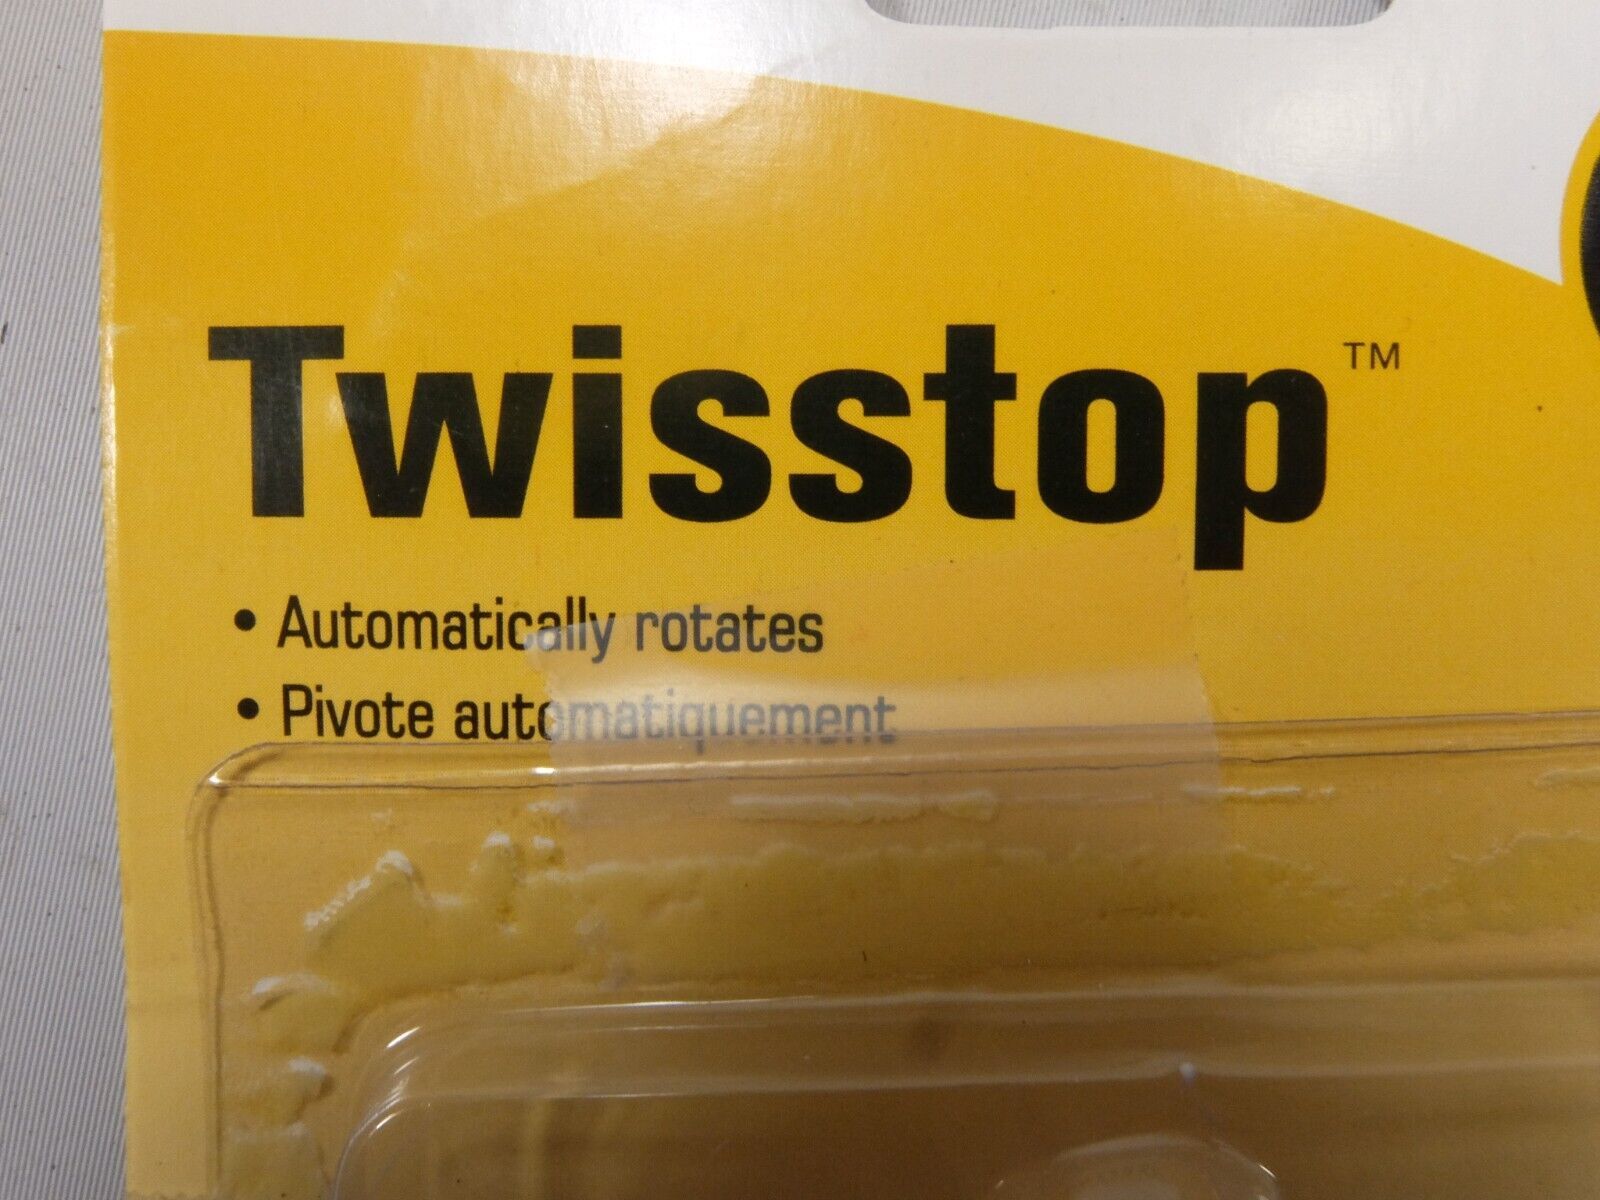 Twisstop™
• Automatically rotates
• Pivote automatiquement